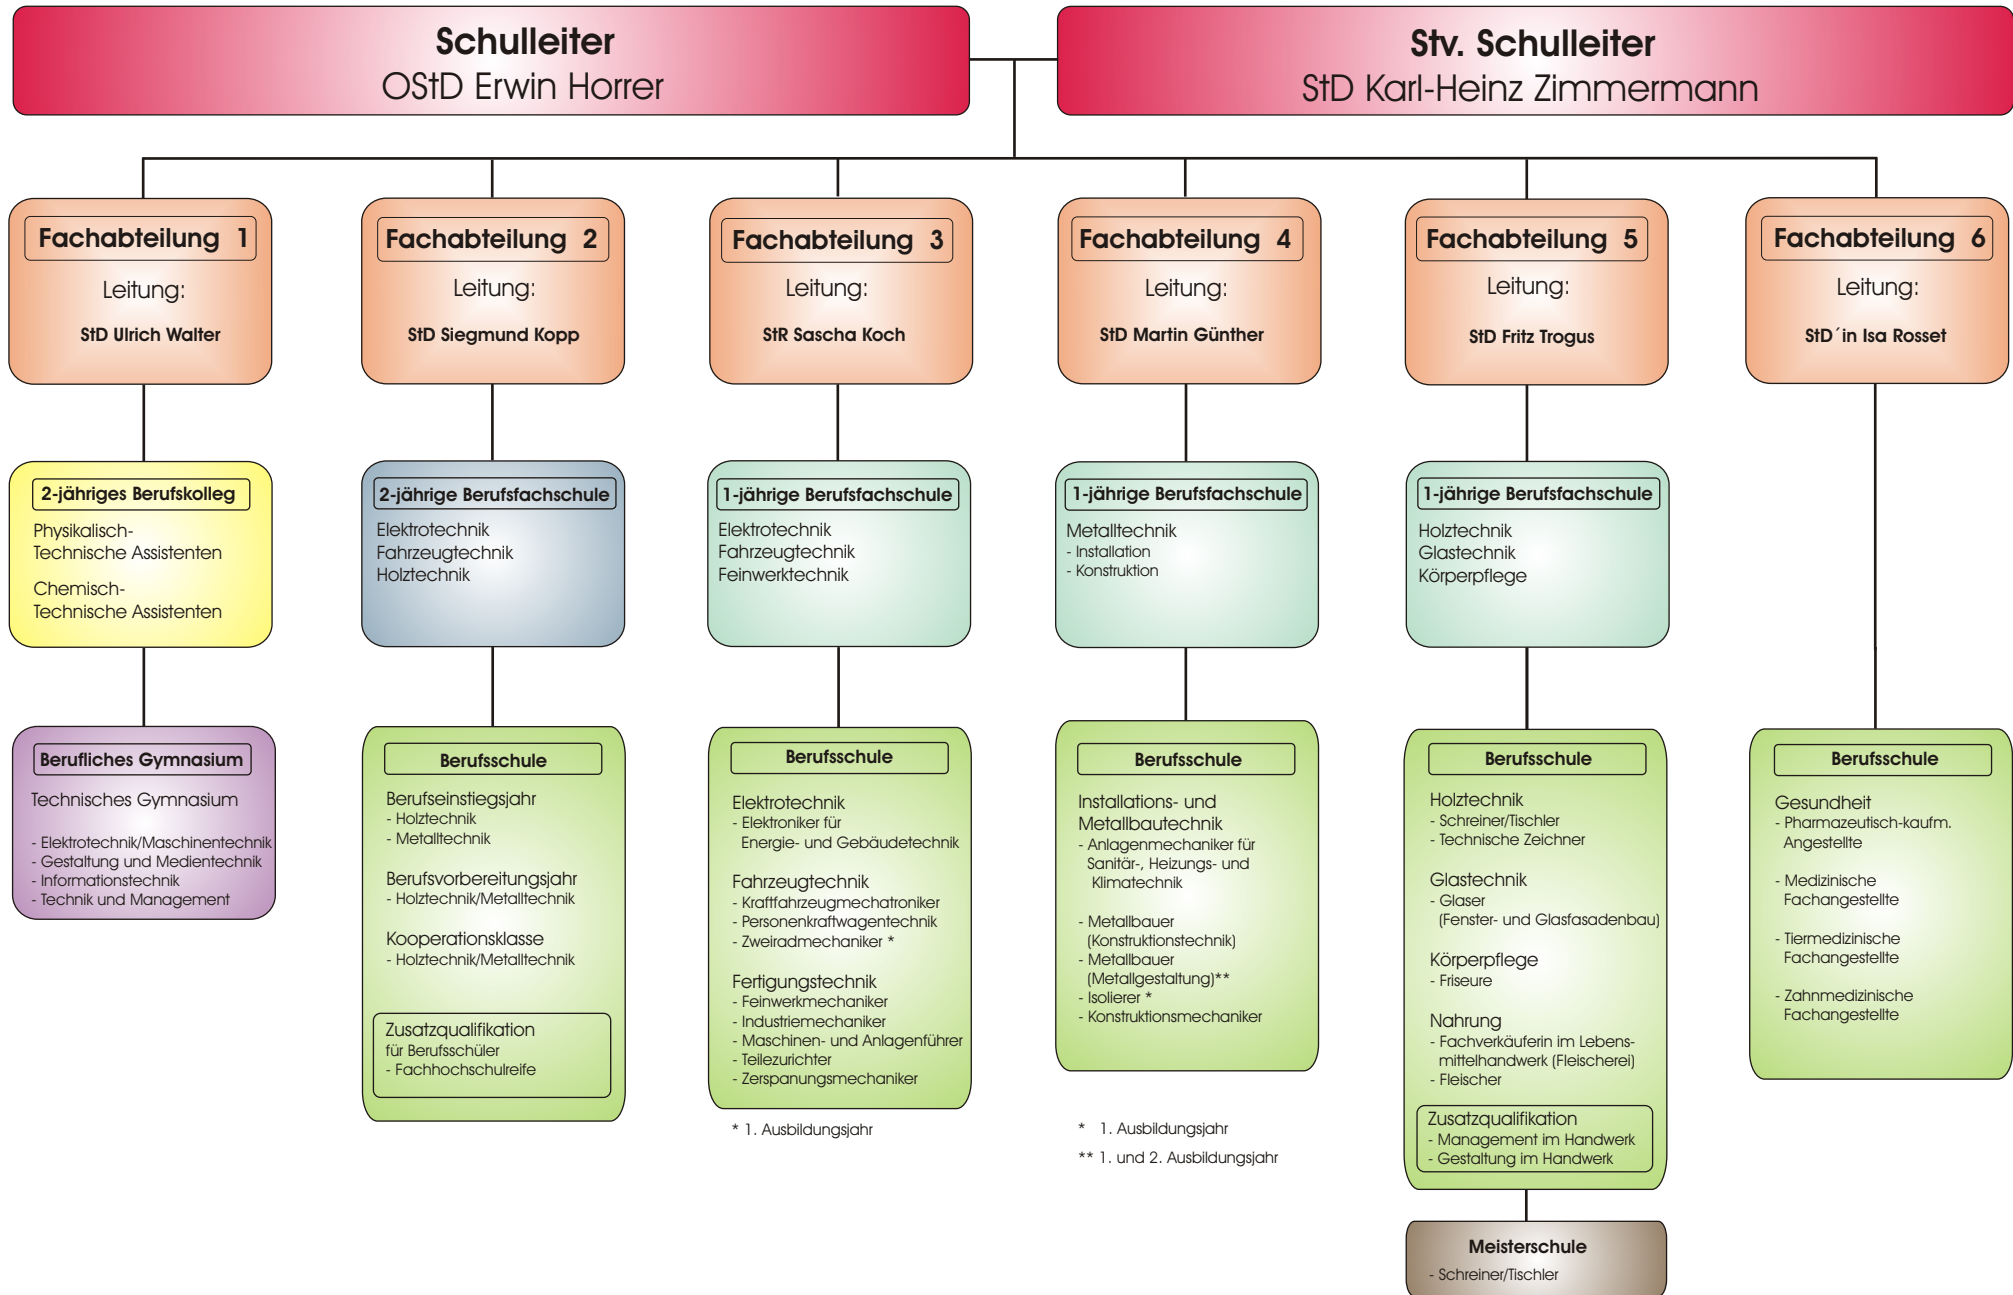 Schulleiter
OStD Erwin Horrer
Stv. Schulleiter
StD Karl-Heinz Zimmermann
Fachabteilung 1
Leitung:
StD Ulrich Walter
Fachabteilung 2
Leitung:
StD Siegmund Kopp
Fachabteilung 3
Leitung:
StR Sascha Koch
Fachabteilung 4
Leitung:
StD Martin Günther
Fachabteilung 5
Leitung:
StD Fritz Trogus
Fachabteilung 6
Leitung:
StD´in Isa Rosset
2-jähriges Berufskolleg
Physikalisch-
Technische Assistenten
Chemisch-
Technische Assistenten
2-jährige Berufsfachschule
Elektrotechnik
Fahrzeugtechnik
Holztechnik
1-jährige Berufsfachschule
Elektrotechnik
Fahrzeugtechnik
Feinwerktechnik
1-jährige Berufsfachschule
Metalltechnik
- Installation
- Konstruktion
1-jährige Berufsfachschule
Holztechnik
Glastechnik
Körperpflege
Berufliches Gymnasium
Technisches Gymnasium
- Elektrotechnik/Maschinentechnik
- Gestaltung und Medientechnik
- Informationstechnik
- Technik und Management
Berufsschule
Berufseinstiegsjahr
- Holztechnik
- Metalltechnik
Berufsvorbereitungsjahr
- Holztechnik/Metalltechnik
Kooperationsklasse
- Holztechnik/Metalltechnik
Zusatzqualifikation
für Berufsschüler
- Fachhochschulreife
Berufsschule
Elektrotechnik
- Elektroniker für
Energie- und Gebäudetechnik
Fahrzeugtechnik
- Kraftfahrzeugmechatroniker
- Personenkraftwagentechnik
- Zweiradmechaniker *
Fertigungstechnik
- Feinwerkmechaniker
- Industriemechaniker
- Maschinen- und Anlagenführer
- Teilezurichter
- Zerspanungsmechaniker
* 1. Ausbildungsjahr
Berufsschule
Installations- und
Metallbautechnik
- Anlagenmechaniker für
Sanitär-, Heizungs- und
Klimatechnik
- Metallbauer
(Konstruktionstechnik)
- Metallbauer
(Metallgestaltung)**
- Isolierer *
- Konstruktionsmechaniker
* 1. Ausbildungsjahr
** 1. und 2. Ausbildungsjahr
Berufsschule
Holztechnik
- Schreiner/Tischler
- Technische Zeichner
Glastechnik
- Glaser
(Fenster- und Glasfasadenbau)
Körperpflege
- Friseure
Nahrung
- Fachverkäuferin im Lebens-
mittelhandwerk (Fleischerei)
- Fleischer
Zusatzqualifikation
- Management im Handwerk
- Gestaltung im Handwerk
Meisterschule
- Schreiner/Tischler
Berufsschule
Gesundheit
- Pharmazeutisch-kaufm.
Angestellte
- Medizinische
Fachangestellte
- Tiermedizinische
Fachangestellte
- Zahnmedizinische
Fachangestellte